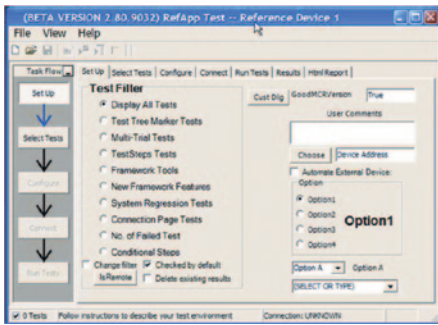 (BETA VERSION 2.80.9032) RefApp Test -- Reference Device 1
File View Help
Task Flow
Set Up
Select Tests
Configure
Connect
Run Tests
Set Up Select Tests Configure Connect Run Tests Results Html Report
Test Filler
Display All Tests
Test Tree Marker Tests
Multi-Trial Tests
TestSteps Tests
Framework Tools
New Framework Features
System Regression Tests
Connection Page Tests
No. of Failed Test
Conditional Steps
Change filter Checked by default
IsRemote Delete existing results
Cust Dlg GoodMCRVersion True
User Comments
Choose Device Address
Automate External Device:
Option
Option1
Option2
Option3
Option4
Option1
Option A Option A
(SELECT OR TYPE)
0 Tests Follow instructions to describe your test environment Connection: UNKNOWN